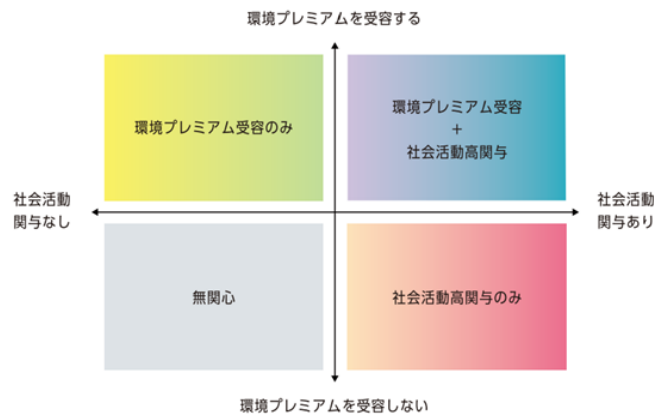 環境プレミアムを受容する
環境プレミアム受容のみ
環境プレミアム受容
+
社会活動高関与
社会活動
関与なし
社会活動
関与あり
無関心
社会活動高関与のみ
環境プレミアムを受容しない